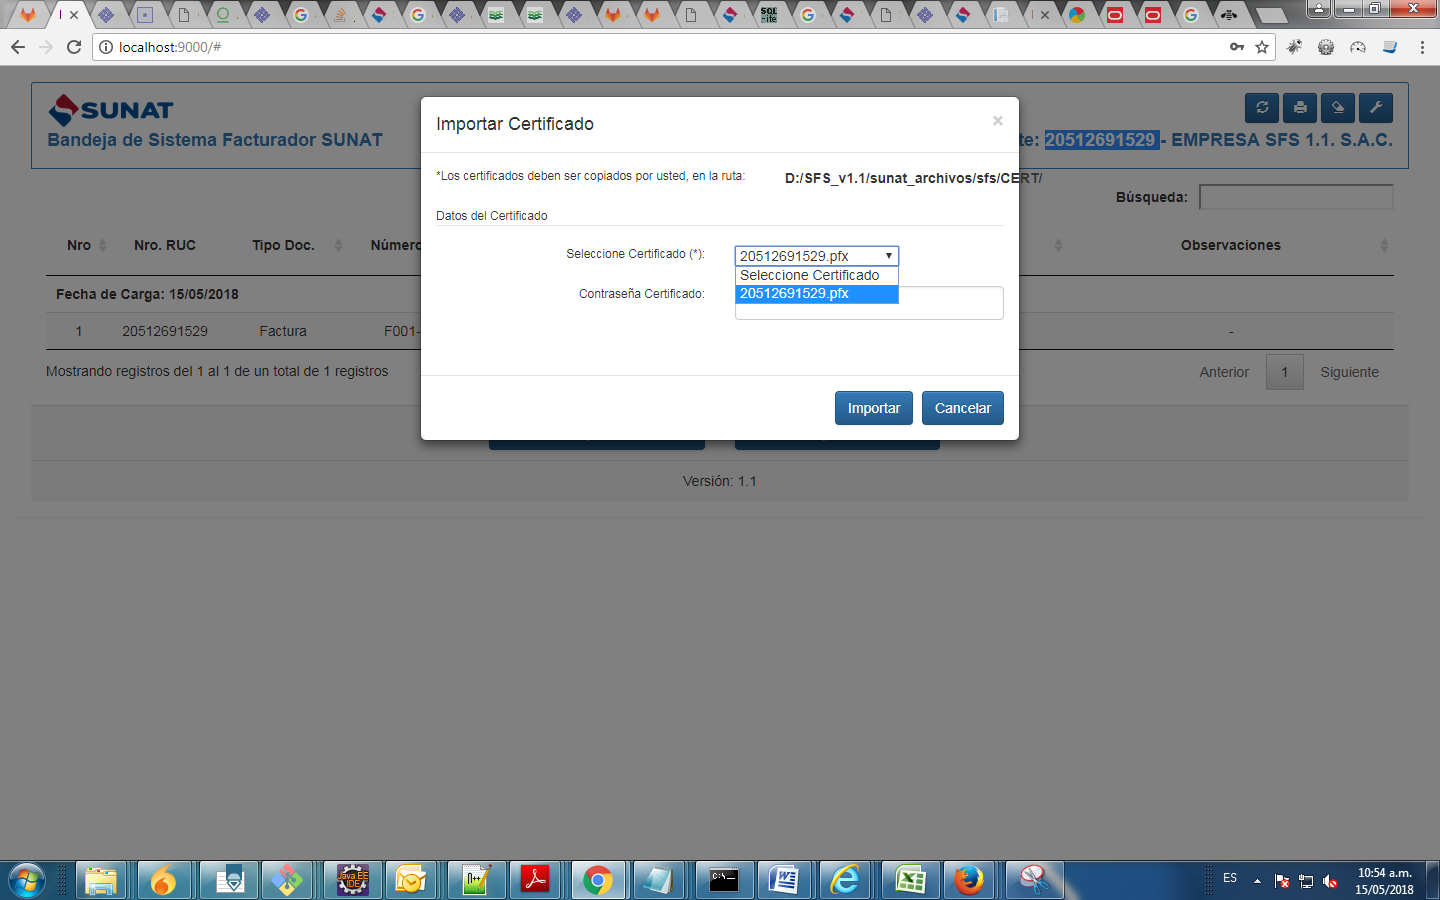 localhost:9000/#
SUNAT
Bandeja de Sistema Facturador SUNAT
te: 20512691529 - EMPRESA SFS 1.1. S.A.C.
Importar Certificado
×
*Los certificados deben ser copiados por usted, en la ruta: D:/SFS_v1.1/sunat_archivos/sfs/CERT/
Datos del Certificado
Seleccione Certificado (*): 20512691529.pfx
Seleccione Certificado
20512691529.pfx
Contraseña Certificado:
Importar Cancelar
Búsqueda:
Nro Nro. RUC Tipo Doc. Número Observaciones
Fecha de Carga: 15/05/2018
1 20512691529 Factura F001- -
Mostrando registros del 1 al 1 de un total de 1 registros
Anterior 1 Siguiente
Versión: 1.1
ES
10:54 a.m.
15/05/2018